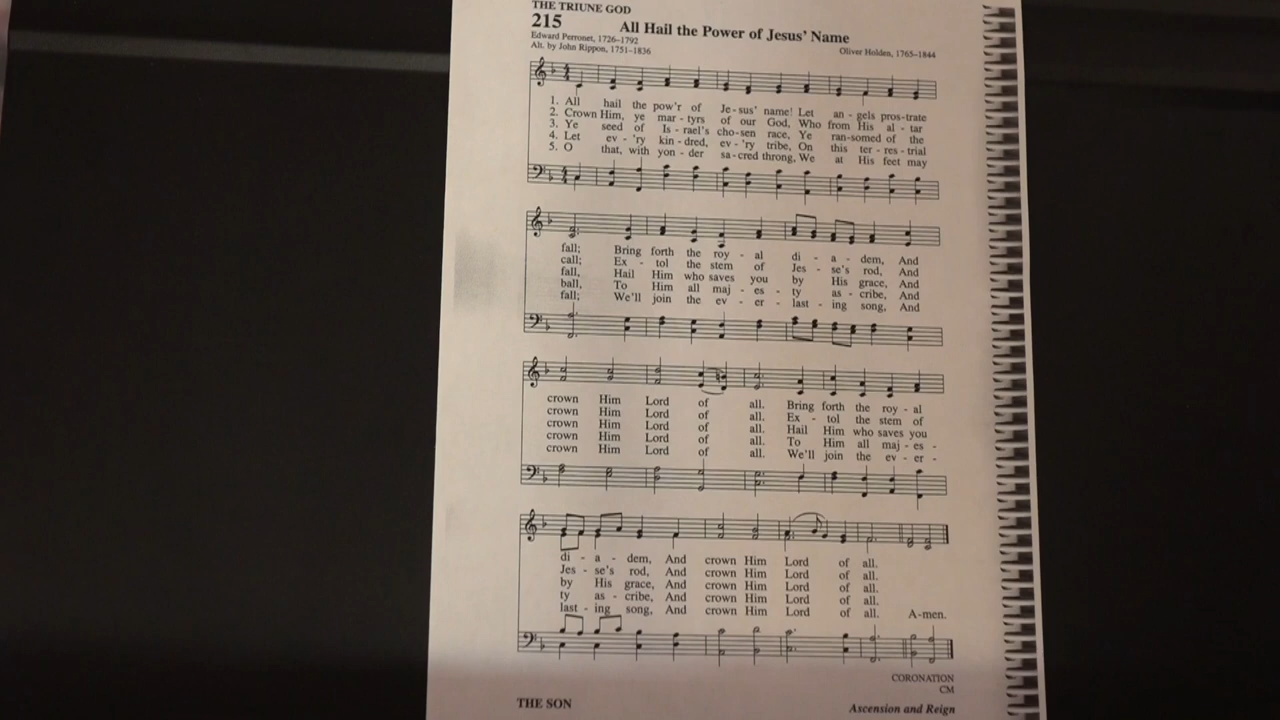 THE TRIUNE GOD
215
All Hail the Power of Jesus' Name
Edward Perronet, 1726–1792
Alt. by John Rippon, 1751–1836
Oliver Holden, 1765–1844
1. All hail the pow'r of Je - sus' name! Let an - gels pros-trate
2. Crown Him, ye mar - tyrs of our God, Who from His al - tar
3. Ye seed of Is - rael's cho-sen race, Ye ran-somed of the
4. Let ev - 'ry kin - dred, ev - 'ry tribe, On this ter - res - trial
5. O that, with yon - der sa-cred throng, We at His feet may
fall; Bring forth the roy - al di - a - dem, And
call; Ex - tol the stem of Jes - se's rod, And
fall, Hail Him who saves you by His grace, And
ball, To Him all maj - es - ty as - cribe, And
fall; We'll join the ev - er - last - ing song, And
crown Him Lord of all. Bring forth the roy - al
crown Him Lord of all. Ex - tol the stem of
crown Him Lord of all. Hail Him who saves you
crown Him Lord of all. To Him all maj - es -
crown Him Lord of all. We'll join the ev - er -
di - a - dem, And crown Him Lord of all.
Jes - se's rod, And crown Him Lord of all.
by His grace, And crown Him Lord of all.
ty as - cribe, And crown Him Lord of all.
last - ing song, And crown Him Lord of all. A-men.
CORONATION
CM
THE SON
Ascension and Reign